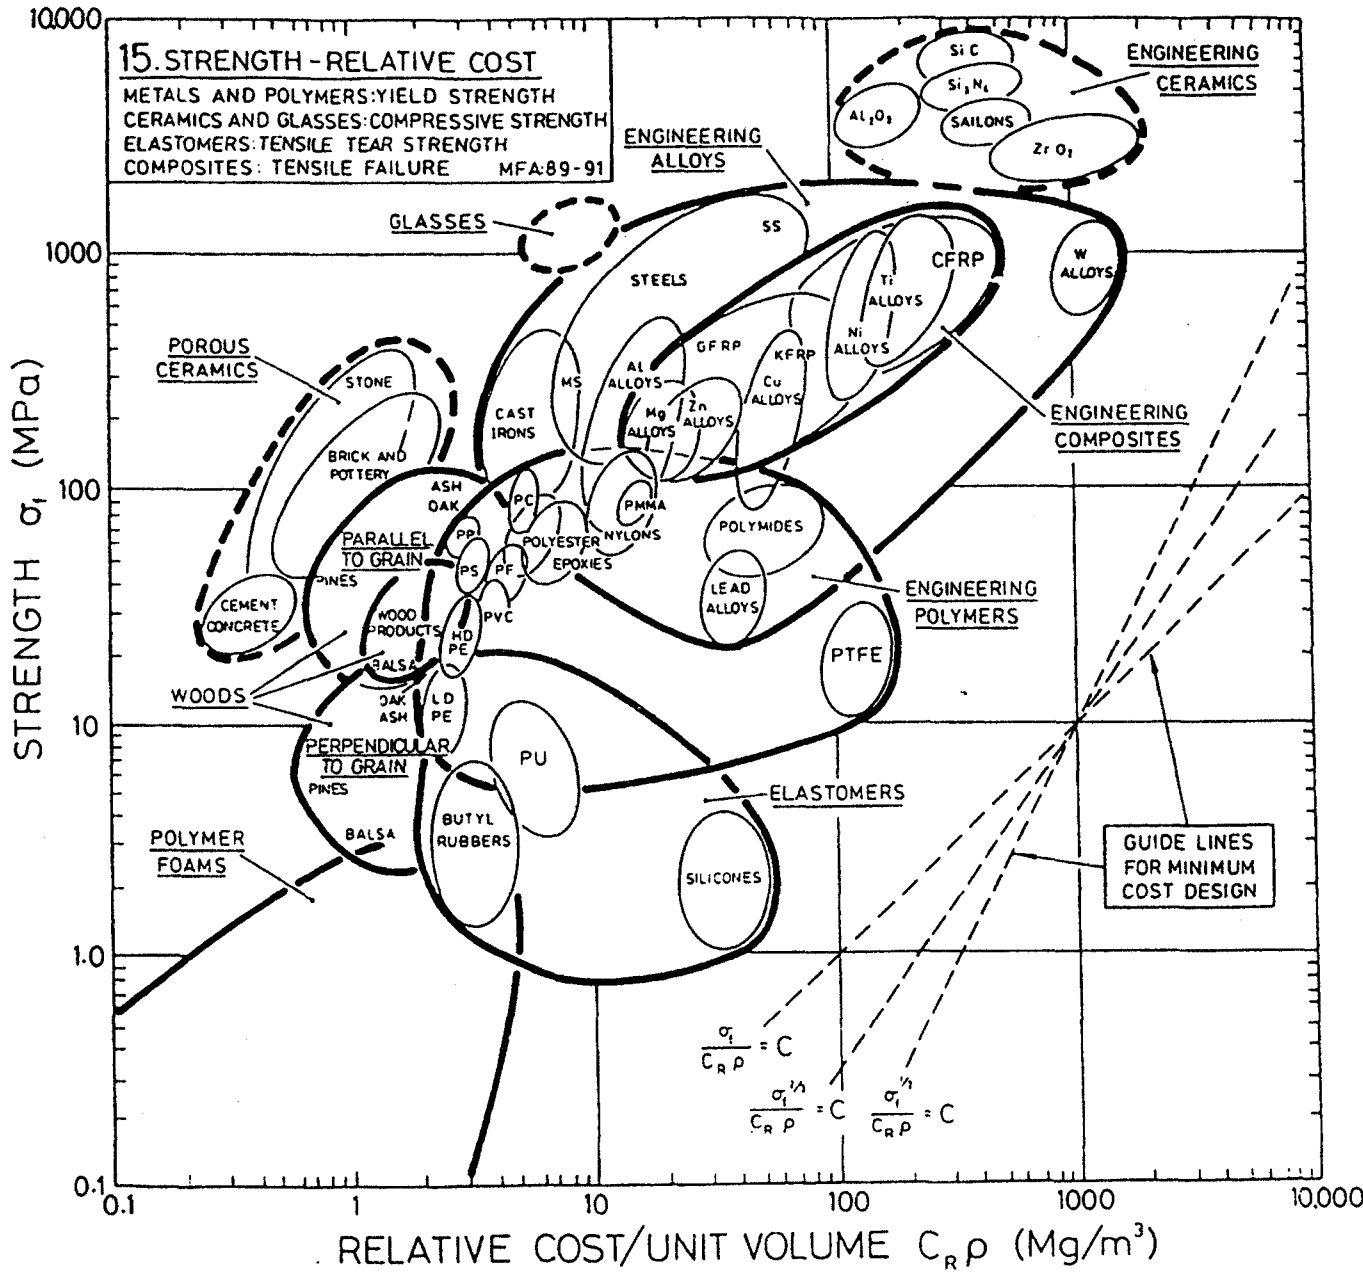 10,000
15. STRENGTH-RELATIVE COST
METALS AND POLYMERS: YIELD STRENGTH
CERAMICS AND GLASSES: COMPRESSIVE STRENGTH
ELASTOMERS: TENSILE TEAR STRENGTH
COMPOSITES: TENSILE FAILURE MFA:89-91
SiC
Si3N4
Al2O3
SAILONS
ZrO2
ENGINEERING
CERAMICS
ENGINEERING
ALLOYS
GLASSES
1000
SS
STEELS
CFRP
W
ALLOYS
Ti
ALLOYS
Ni
ALLOYS
POROUS
CERAMICS
STONE
GFRP
KFRP
MS
Al
ALLOYS
Cu
ALLOYS
CAST
IRONS
Mg
ALLOYS
Zn
ALLOYS
ENGINEERING
COMPOSITES
BRICK AND
POTTERY
100
ASH
OAK
PC
PMMA
NYLONS
POLYMIDES
PP
POLYESTER
EPOXIES
PARALLEL
TO GRAIN
PS
PF
PINES
LEAD
ALLOYS
ENGINEERING
POLYMERS
CEMENT
CONCRETE
WOOD
PRODUCTS
PVC
HD
PE
PTFE
BALSA
WOODS
OAK
ASH
LD
PE
10
PERPENDICULAR
TO GRAIN
PU
PINES
ELASTOMERS
BUTYL
RUBBERS
BALSA
POLYMER
FOAMS
SILICONES
GUIDE LINES
FOR MINIMUM
COST DESIGN
1.0
σf/CRρ = C
σf^/CRρ = C
σf^/CRρ = C
0.1
0.1 1 10 100 1000 10,000
STRENGTH σf (MPa)
RELATIVE COST/UNIT VOLUME CRρ (Mg/m³)